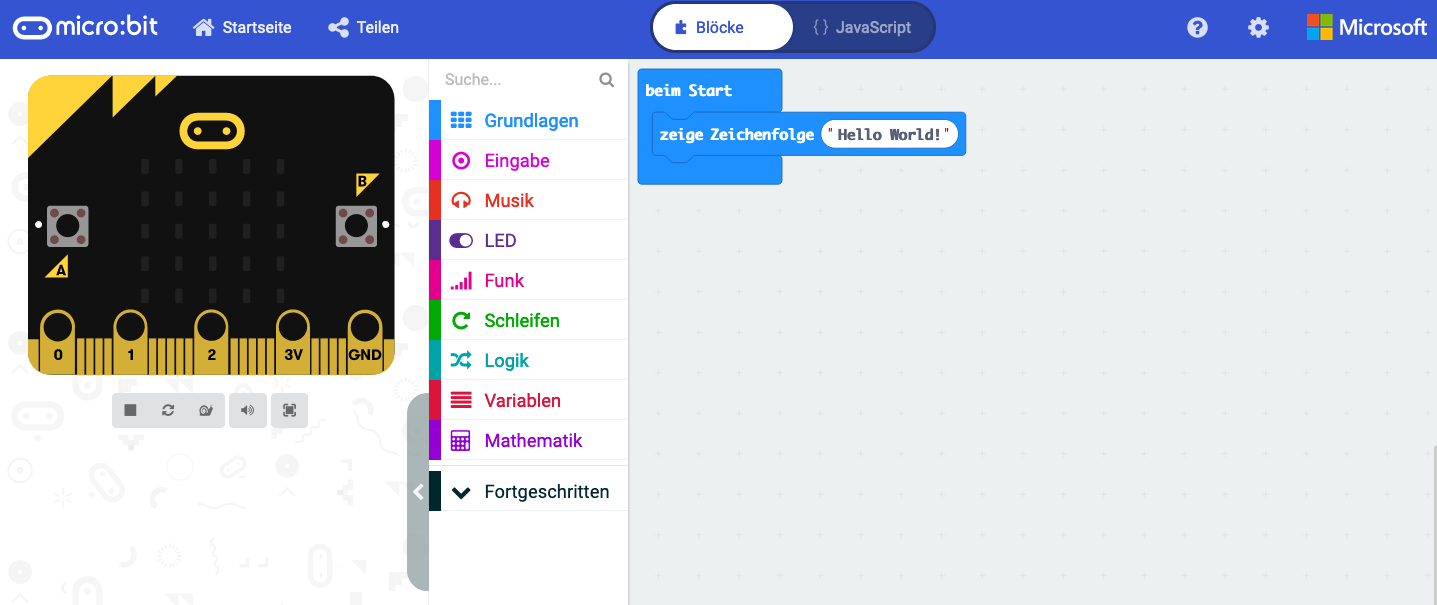 micro:bit
Startseite
Teilen
Blöcke
{ } JavaScript
?
Microsoft
B
A
0 1 2 3V GND
Suche...
Grundlagen
Eingabe
Musik
LED
Funk
Schleifen
Logik
Variablen
Mathematik
Fortgeschritten
beim Start
zeige Zeichenfolge "Hello World!"